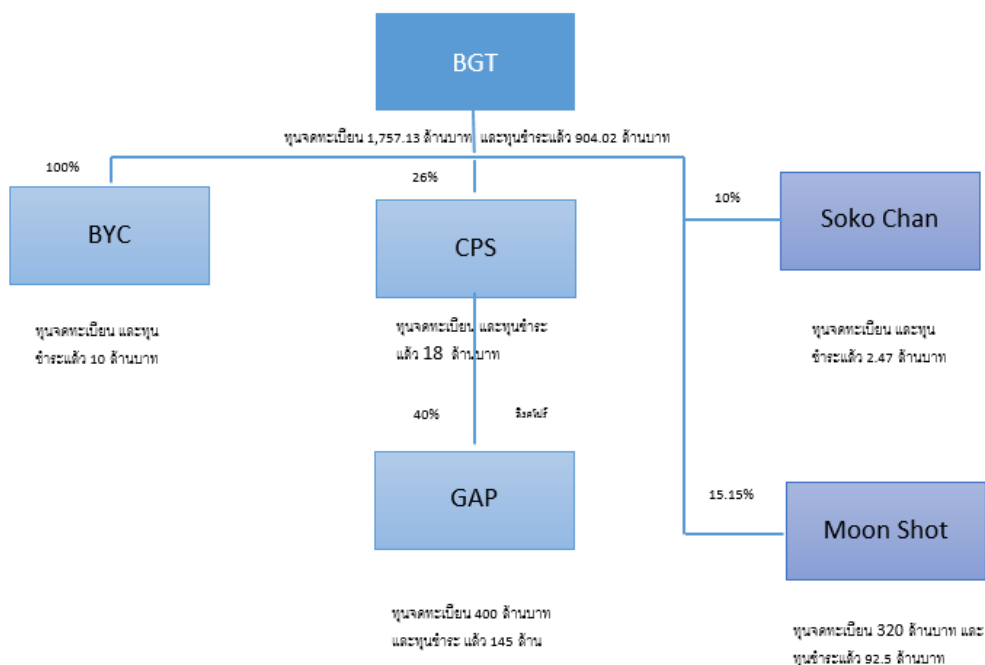 BGT
ทุนจดทะเบียน 1,757.13 ล้านบาท และทุนชำระแล้ว 904.02 ล้านบาท
100%
26%
10%
BYC
CPS
Soko Chan
ทุนจดทะเบียน และทุน
ชำระแล้ว 10 ล้านบาท
ทุนจดทะเบียน และทุนชำระ
แล้ว 18 ล้านบาท
ทุนจดทะเบียน และทุน
ชำระแล้ว 2.47 ล้านบาท
40%
สิงคโปร์
GAP
15.15%
Moon Shot
ทุนจดทะเบียน 400 ล้านบาท
และทุนชำระ แล้ว 145 ล้าน
ทุนจดทะเบียน 320 ล้านบาท และ
ทุนชำระแล้ว 92.5 ล้านบาท